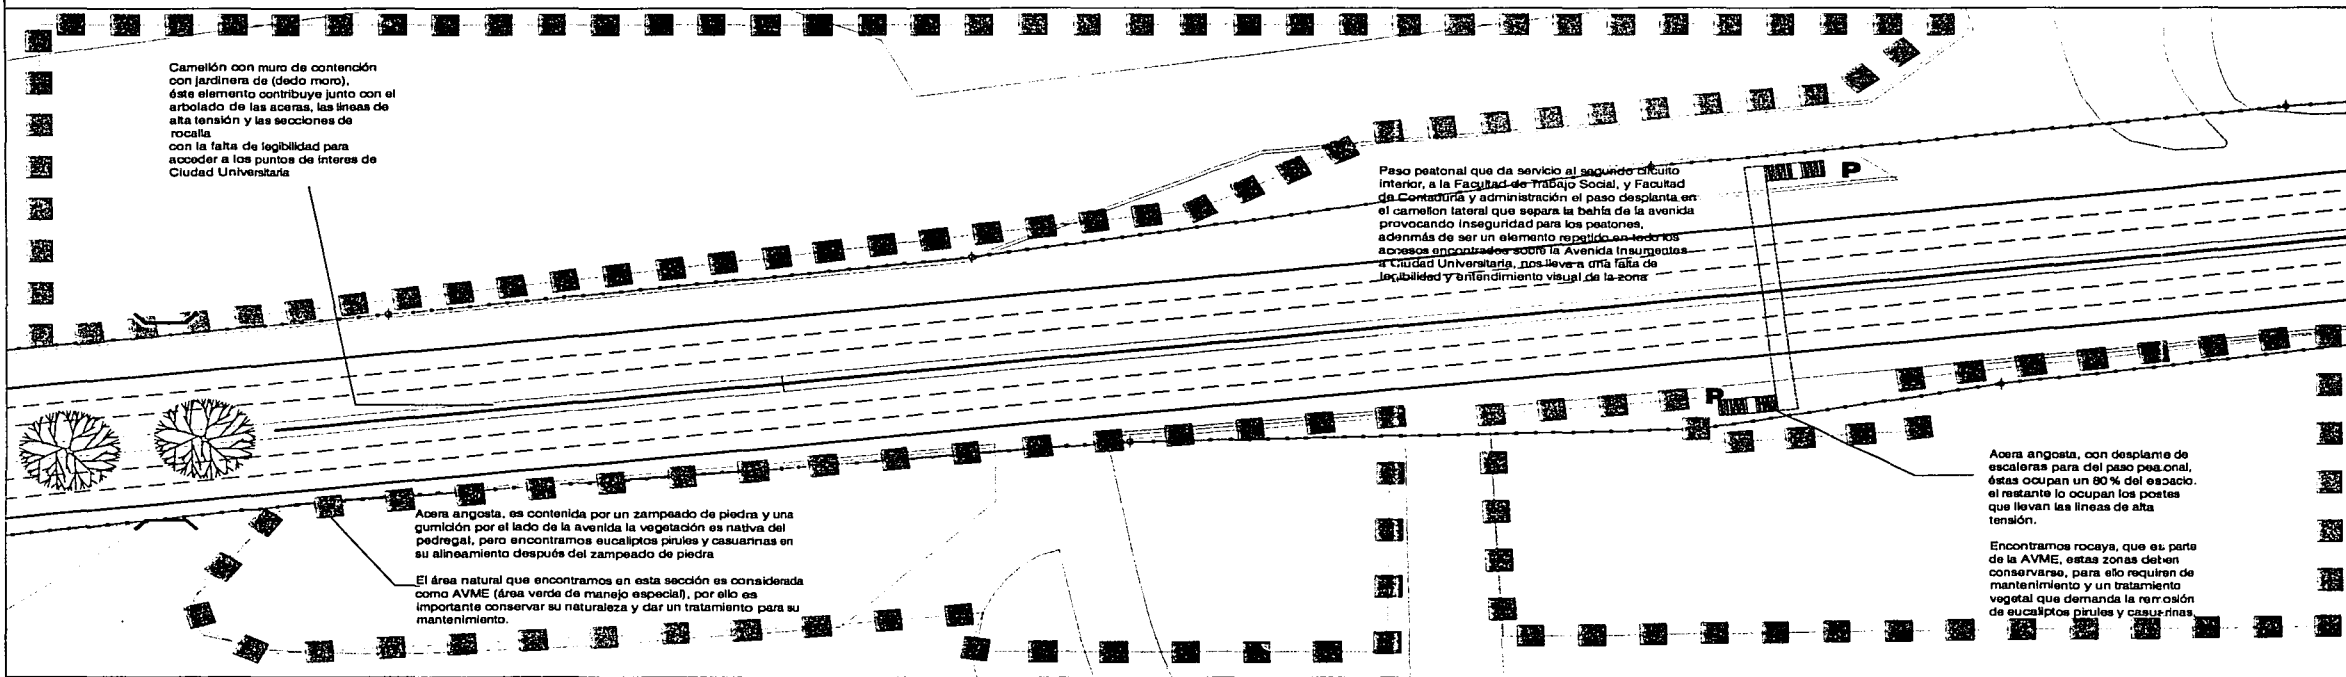 Camellón con muro de contención
con jardinera de (dedo moro),
éste elemento contribuye junto con el
arbolado de las aceras, las líneas de
alta tensión y las secciones de
rocalla
con la falta de legibilidad para
acceder a los puntos de interes de
Ciudad Universitaria
Paso peatonal que da servicio al segundo circuito
interior, a la Facultad de Trabajo Social, y Facultad
de Contaduría y administración el paso desplanta en
el camellon lateral que separa la bahía de la avenida
provocando inseguridad para los peatones,
adenmás de ser un elemento repetido en todo los
accesos encontrados sobre la Avenida Insurgentes
a Ciudad Universitaria, nos lleva a una falta de
legibilidad y entendimiento visual de la zona
P
P
Acera angosta, es contenida por un zampeado de piedra y una
gurnición por el lado de la avenida la vegetación es nativa del
pedregal, pero encontramos eucaliptos pirules y casuarinas en
su alineamiento después del zampeado de piedra
El área natural que encontramos en esta sección es considerada
como AVME (área verde de manejo especial), por ello es
importante conservar su naturaleza y dar un tratamiento para su
mantenimiento.
Acera angosta, con desplante de
escaleras para del paso peatonal,
éstas ocupan un 80% del espacio.
el restante lo ocupan los postes
que llevan las lineas de alta
tensión.
Encontramos rocaya, que es parte
de la AVME, estas zonas deben
conservarse, para ello requiren de
mantenimiento y un tratamiento
vegetal que demanda la remosión
de eucaliptos pirules y casuarinas.